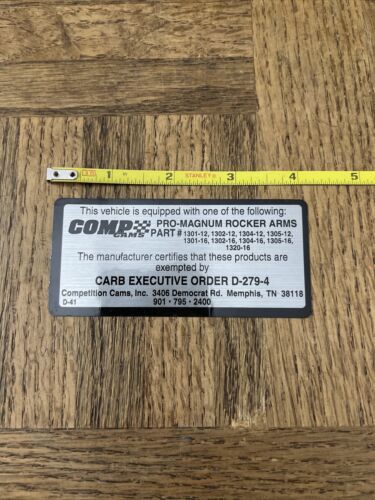 1 2 3 4 5
STANLEY
This vehicle is equipped with one of the following:
COMP CAMS PRO-MAGNUM ROCKER ARMS
PART # 1301-12, 1302-12, 1304-12, 1305-12,
1301-16, 1302-16, 1304-16, 1305-16,
1320-16
The manufacturer certifies that these products are
exempted by
CARB EXECUTIVE ORDER D-279-4
Competition Cams, Inc. 3406 Democrat Rd. Memphis, TN 38118
D-41 901 • 795 • 2400